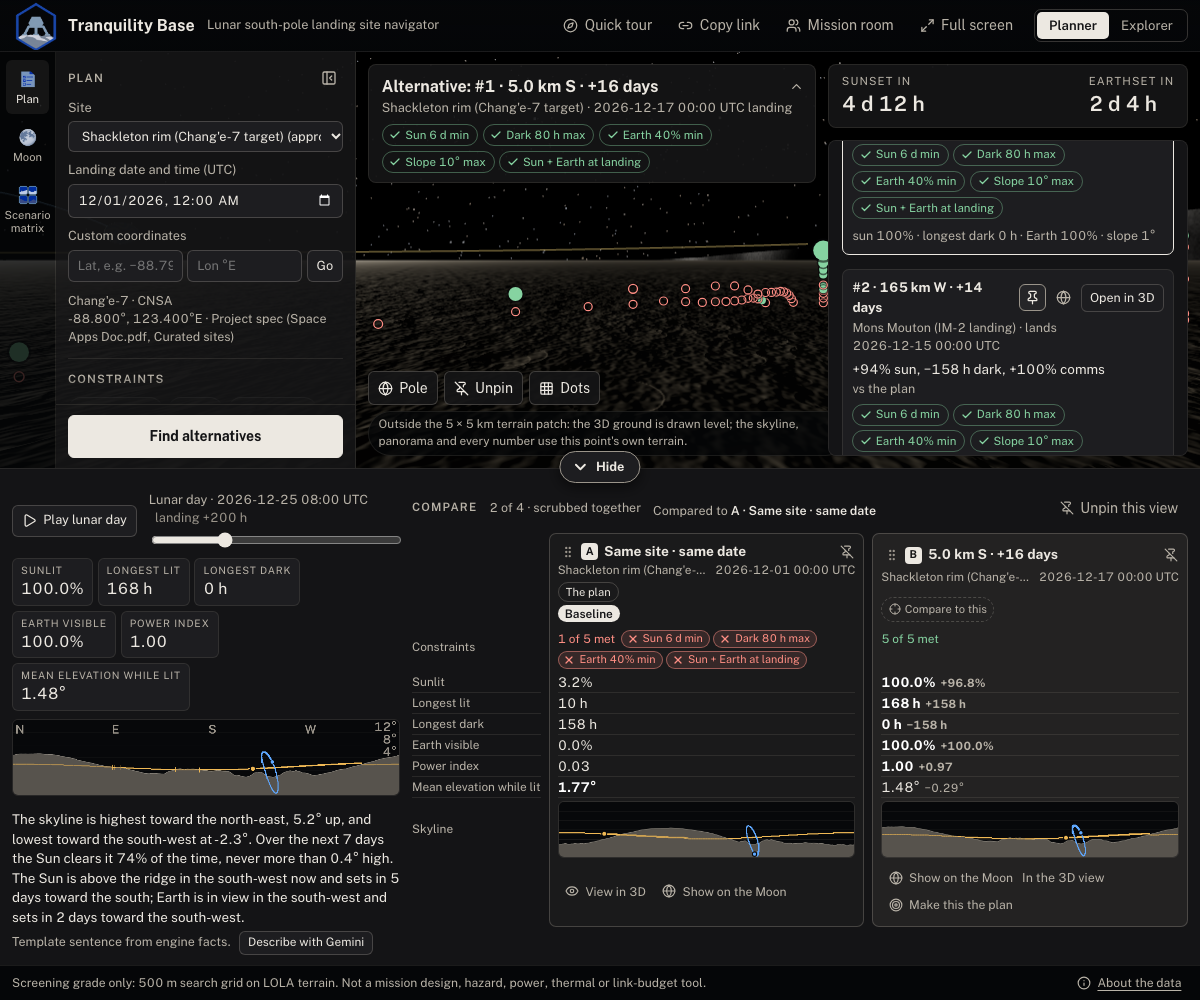 Tranquility Base
Lunar south-pole landing site navigator
Quick tour
Copy link
Mission room
Full screen
Planner
Explorer
Plan
Moon
Scenario
matrix
PLAN
Site
Shackleton rim (Chang'e-7 target) (appro
Landing date and time (UTC)
12/01/2026, 12:00 AM
Custom coordinates
Lat, e.g. −88.79
Lon °E
Go
Chang'e-7 · CNSA
-88.800°, 123.400°E · Project spec (Space
Apps Doc.pdf, Curated sites)
CONSTRAINTS
Find alternatives
Alternative: #1 · 5.0 km S · +16 days
Shackleton rim (Chang'e-7 target) · 2026-12-17 00:00 UTC landing
Sun 6 d min
Dark 80 h max
Earth 40% min
Slope 10° max
Sun + Earth at landing
Pole
Unpin
Dots
Outside the 5 × 5 km terrain patch: the 3D ground is drawn level; the skyline,
panorama and every number use this point's own terrain.
SUNSET IN
4 d 12 h
EARTHSET IN
2 d 4 h
Sun 6 d min
Dark 80 h max
Earth 40% min
Slope 10° max
Sun + Earth at landing
sun 100% · longest dark 0 h · Earth 100% · slope 1°
#2 · 165 km W · +14
days
Open in 3D
Mons Mouton (IM-2 landing) · lands
2026-12-15 00:00 UTC
+94% sun, −158 h dark, +100% comms
vs the plan
Sun 6 d min
Dark 80 h max
Earth 40% min
Slope 10° max
Hide
Play lunar day
Lunar day · 2026-12-25 08:00 UTC
landing +200 h
SUNLIT
100.0%
LONGEST LIT
168 h
LONGEST DARK
0 h
EARTH VISIBLE
100.0%
POWER INDEX
1.00
MEAN ELEVATION WHILE LIT
1.48°
N
E
S
W
12°
8°
4°
The skyline is highest toward the north-east, 5.2° up, and
lowest toward the south-west at -2.3°. Over the next 7 days
the Sun clears it 74% of the time, never more than 0.4° high.
The Sun is above the ridge in the south-west now and sets in 5
days toward the south; Earth is in view in the south-west and
sets in 2 days toward the south-west.
Template sentence from engine facts.
Describe with Gemini
COMPARE
2 of 4 · scrubbed together
Compared to A · Same site · same date
Unpin this view
Constraints
Sunlit
Longest lit
Longest dark
Earth visible
Power index
Mean elevation while lit
Skyline
A
Same site · same date
Shackleton rim (Chang'e-...
2026-12-01 00:00 UTC
The plan
Baseline
1 of 5 met
Sun 6 d min
Dark 80 h max
Earth 40% min
Sun + Earth at landing
3.2%
10 h
158 h
0.0%
0.03
1.77°
View in 3D
Show on the Moon
B
5.0 km S · +16 days
Shackleton rim (Chang'e-...
2026-12-17 00:00 UTC
Compare to this
5 of 5 met
100.0% +96.8%
168 h +158 h
0 h −158 h
100.0% +100.0%
1.00 +0.97
1.48° −0.29°
Show on the Moon
In the 3D view
Make this the plan
Screening grade only: 500 m search grid on LOLA terrain. Not a mission design, hazard, power, thermal or link-budget tool.
About the data